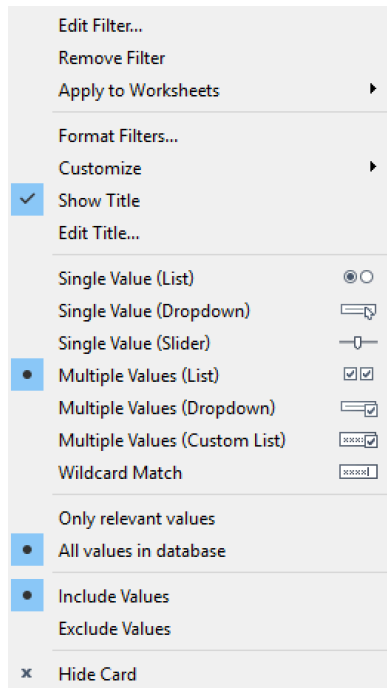 Edit Filter...
Remove Filter
Apply to Worksheets
Format Filters...
Customize
Show Title
Edit Title...
Single Value (List)
Single Value (Dropdown)
Single Value (Slider)
Multiple Values (List)
Multiple Values (Dropdown)
Multiple Values (Custom List)
Wildcard Match
Only relevant values
All values in database
Include Values
Exclude Values
Hide Card